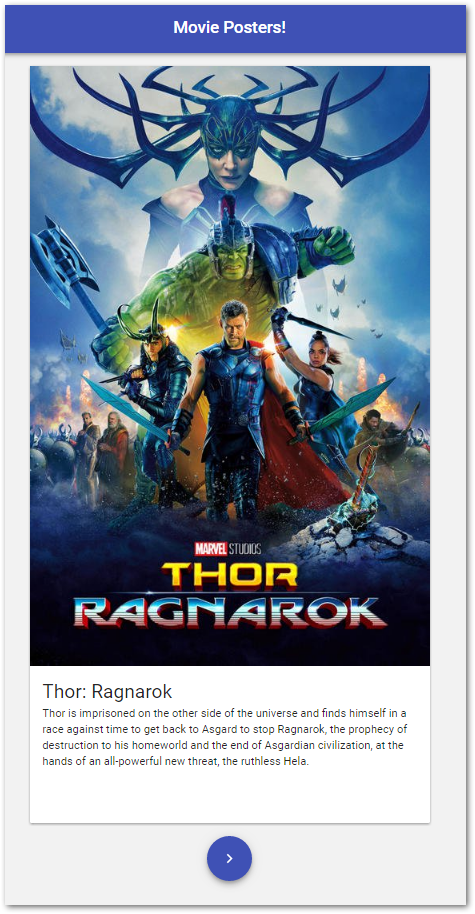 Movie Posters!
MARVEL STUDIOS
THOR
RAGNAROK
Thor: Ragnarok
Thor is imprisoned on the other side of the universe and finds himself in a
race against time to get back to Asgard to stop Ragnarok, the prophecy of
destruction to his homeworld and the end of Asgardian civilization, at the
hands of an all-powerful new threat, the ruthless Hela.